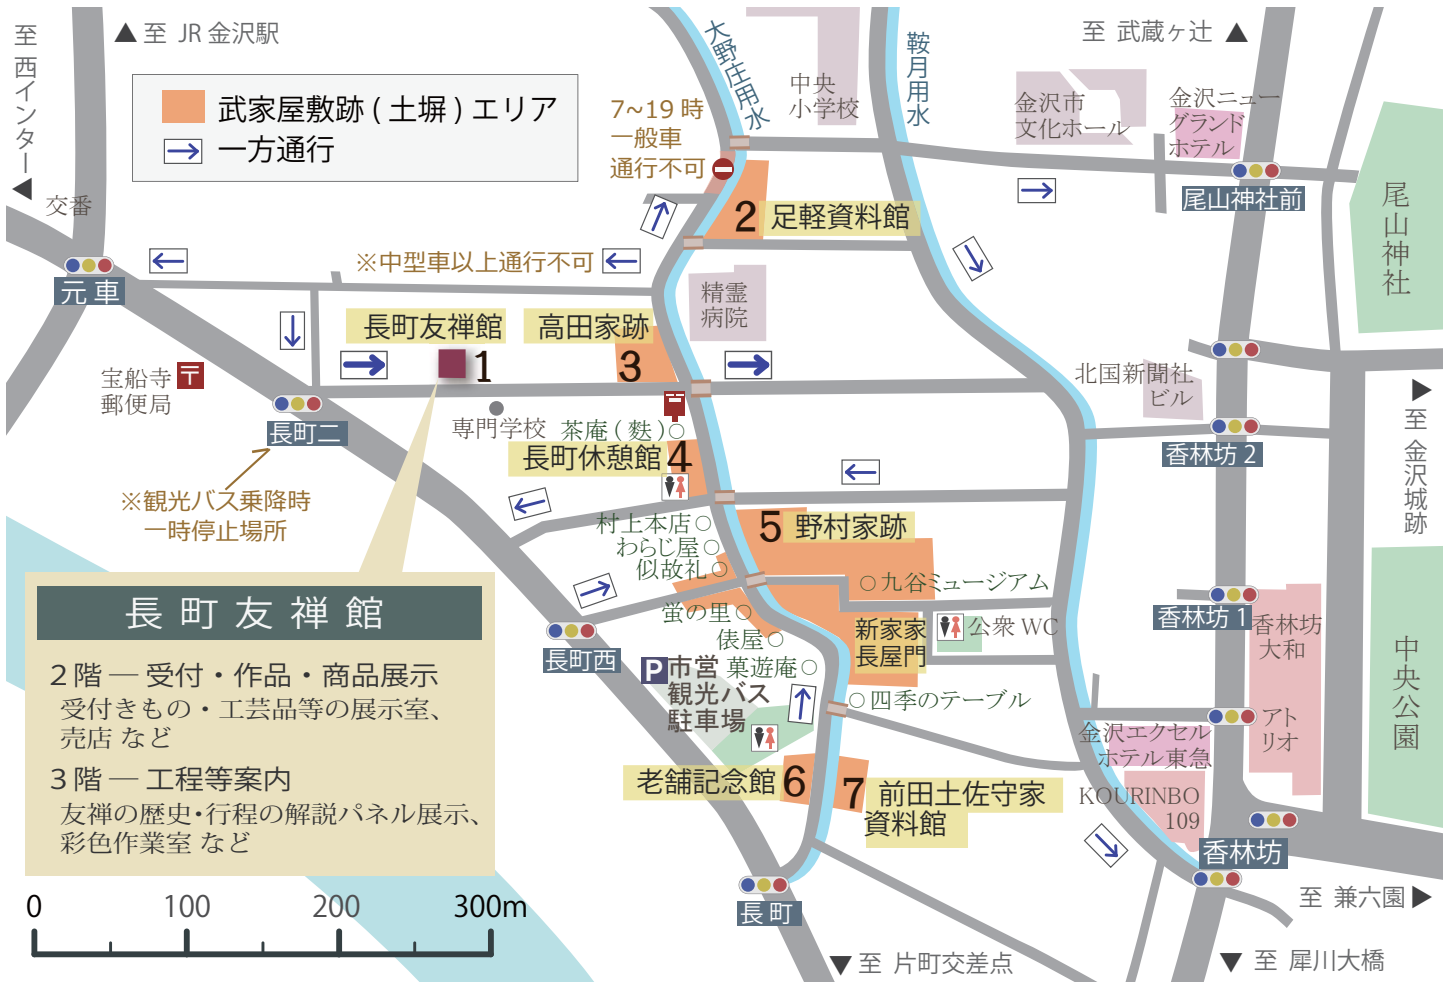 至 西インター
▲ 至 JR 金沢駅
武家屋敷跡 ( 土塀 ) エリア
一方通行
交番
元 車
大野庄用水
鞍月用水
7~19 時
一般車
通行不可
中央
小学校
至 武蔵ヶ辻 ▲
金沢市
文化ホール
金沢ニュー
グランド
ホテル
尾山神社前
尾山神社
2 足軽資料館
※中型車以上通行不可
精霊
病院
長町友禅館
1
高田家跡
3
宝船寺
郵便局
〒
長町二
専門学校
茶庵 ( 麩 )
長町休憩館
4
※観光バス乗降時
一時停止場所
北国新聞社
ビル
香林坊 2
至 金沢城跡
村上本店
わらじ屋
似故礼
5 野村家跡
九谷ミュージアム
蛍の里
俵屋
菓遊庵
新家家
長屋門
公衆 WC
香林坊 1
香林坊
大和
長町西
P
市営
観光バス
駐車場
四季のテーブル
金沢エクセル
ホテル東急
アト
リオ
中央公園
老舗記念館
6
7 前田土佐守家
資料館
KOURINBO
109
香林坊
長 町
至 兼六園 ▶
▼ 至 片町交差点
▼ 至 犀川大橋
長 町 友 禅 館
2階 ― 受付・作品・商品展示
受付きもの・工芸品等の展示室、
売店 など
3階 ― 工程等案内
友禅の歴史・行程の解説パネル展示、
彩色作業室 など
0 100 200 300m